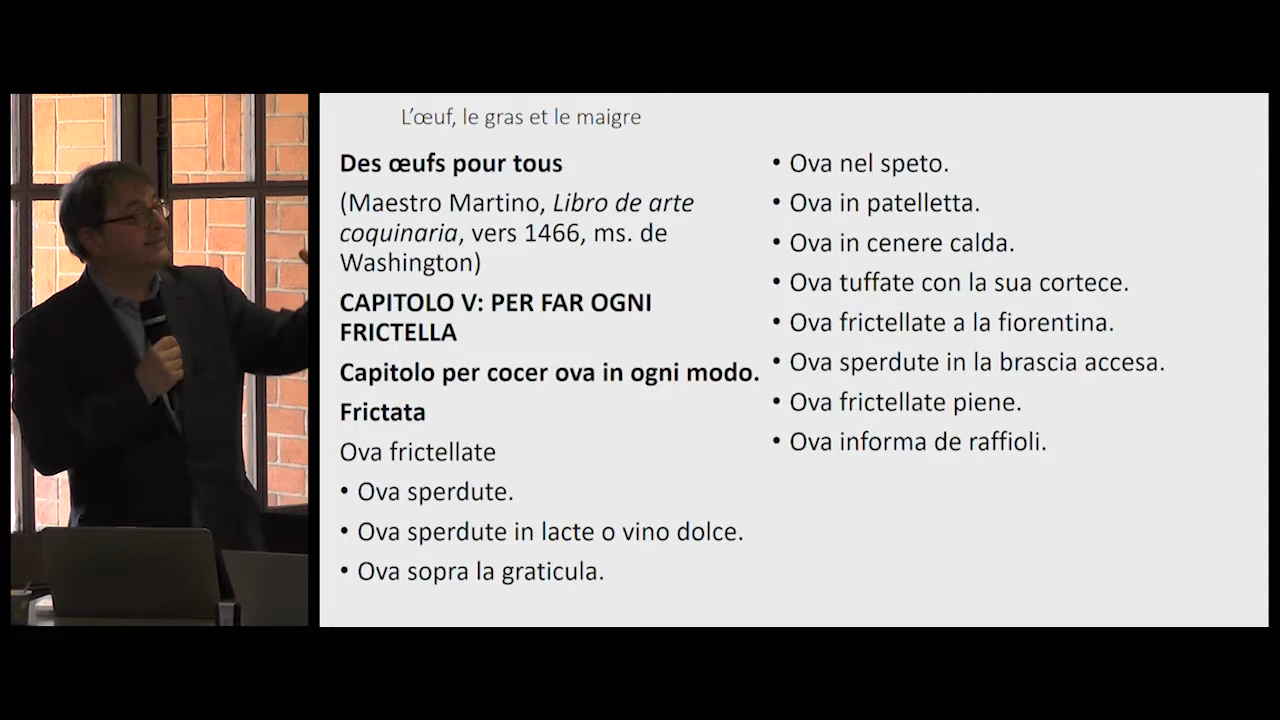 L'œuf, le gras et le maigre
Des œufs pour tous
(Maestro Martino, Libro de arte
coquinaria, vers 1466, ms. de
Washington)
CAPITOLO V: PER FAR OGNI
FRICTELLA
Capitolo per cocer ova in ogni modo.
Frictata
Ova frictellate
• Ova sperdute.
• Ova sperdute in lacte o vino dolce.
• Ova sopra la graticula.
• Ova nel speto.
• Ova in patelletta.
• Ova in cenere calda.
• Ova tuffate con la sua cortece.
• Ova frictellate a la fiorentina.
• Ova sperdute in la brascia accesa.
• Ova frictellate piene.
• Ova informa de raffioli.